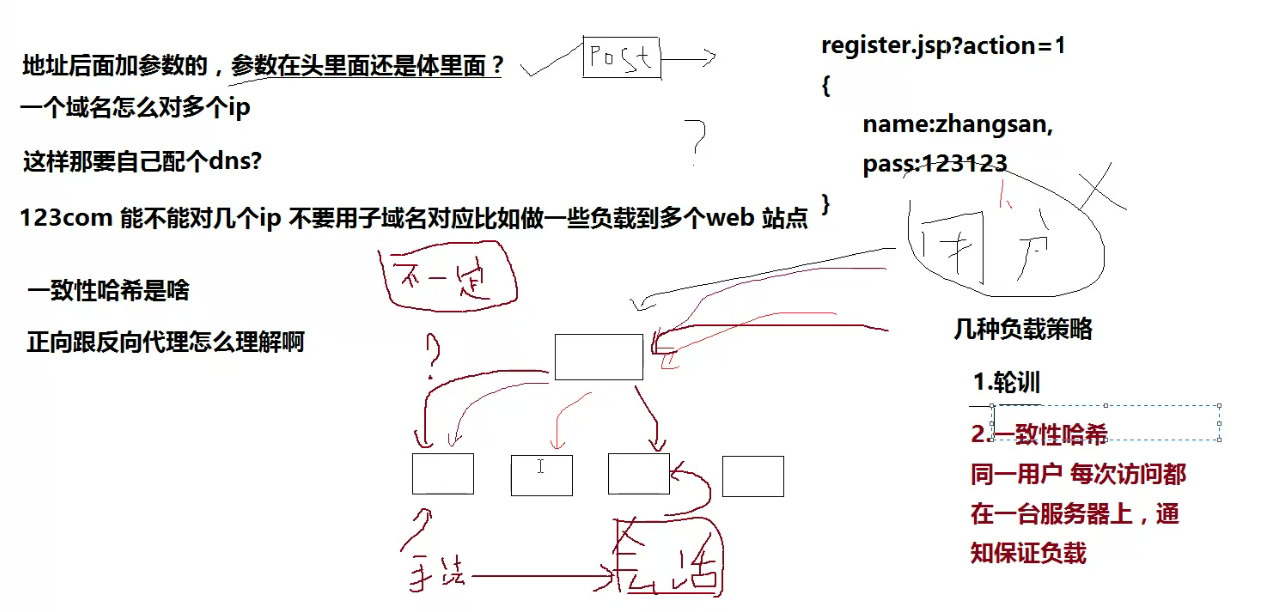 地址后面加参数的，参数在头里面还是体里面？
Post
register.jsp?action=1
{
name:zhangsan,
pass:123123
}
一个域名怎么对多个ip
?
这样那要自己配个dns?
123com 能不能对几个ip 不要用子域名对应比如做一些负载到多个web 站点
用户
不一定
一致性哈希是啥
正向跟反向代理怎么理解啊
?
几种负载策略
1.轮训
2.一致性哈希
同一用户 每次访问都
在一台服务器上，通
知保证负载
手法
会话